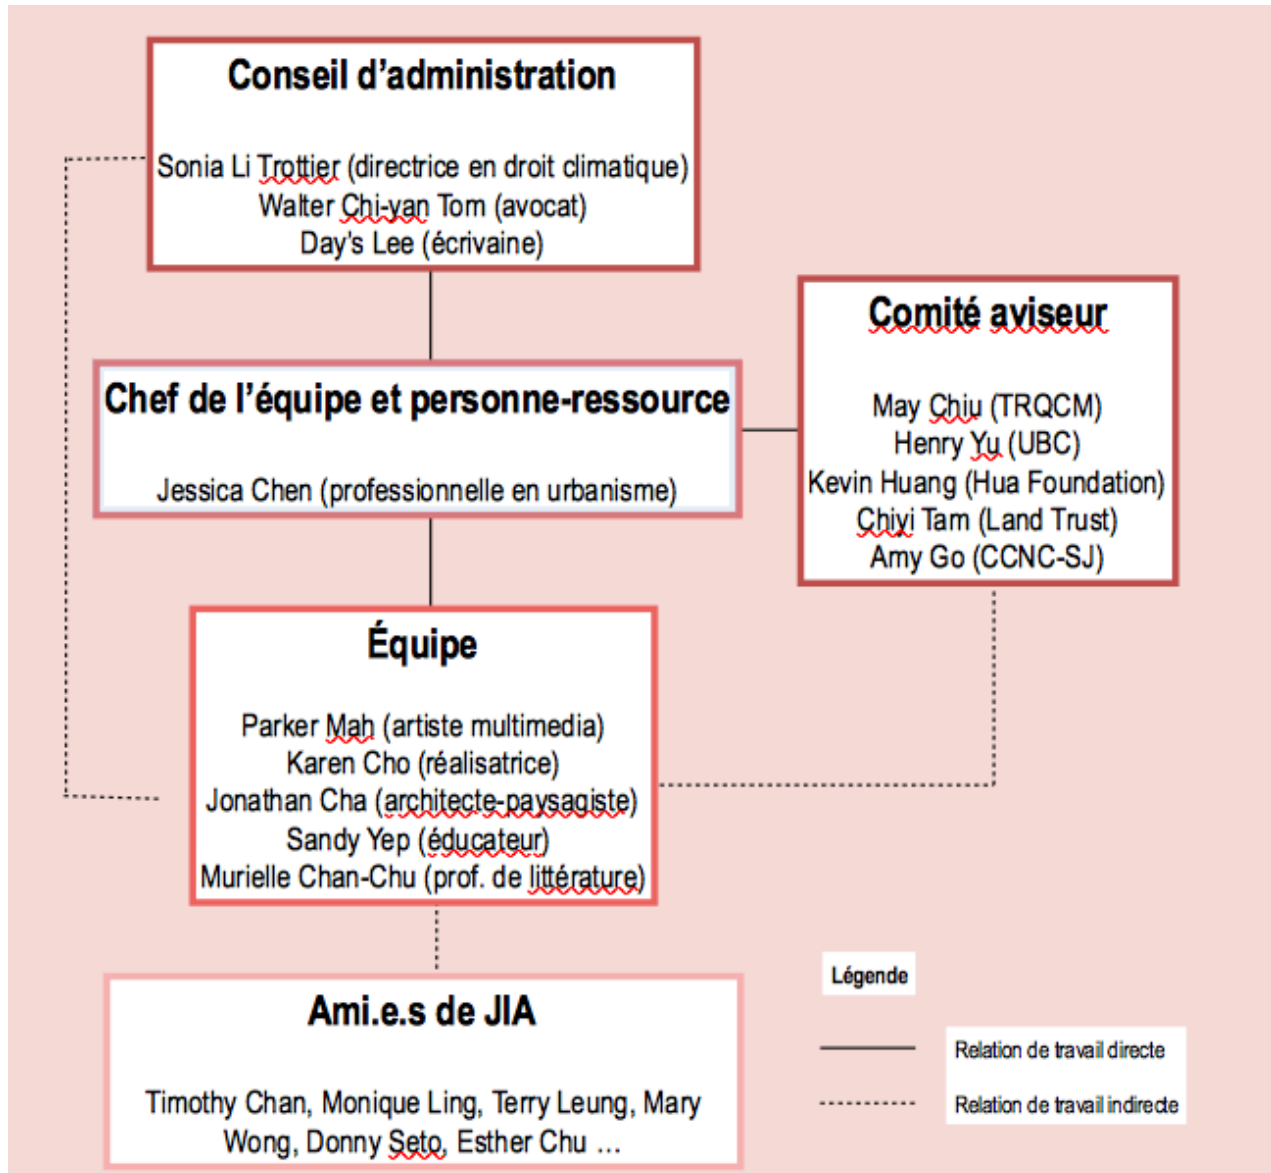 Conseil d'administration
Sonia Li Trottier (directrice en droit climatique)
Walter Chi-yan Tom (avocat)
Day's Lee (écrivaine)
Comité aviseur
May Chiu (TRQCM)
Henry Yu (UBC)
Kevin Huang (Hua Foundation)
Chiyi Tam (Land Trust)
Amy Go (CCNC-SJ)
Chef de l'équipe et personne-ressource
Jessica Chen (professionnelle en urbanisme)
Équipe
Parker Mah (artiste multimedia)
Karen Cho (réalisatrice)
Jonathan Cha (architecte-paysagiste)
Sandy Yep (éducateur)
Murielle Chan-Chu (prof. de littérature)
Ami.e.s de JIA
Timothy Chan, Monique Ling, Terry Leung, Mary
Wong, Donny Seto, Esther Chu ...
Légende
Relation de travail directe
Relation de travail indirecte